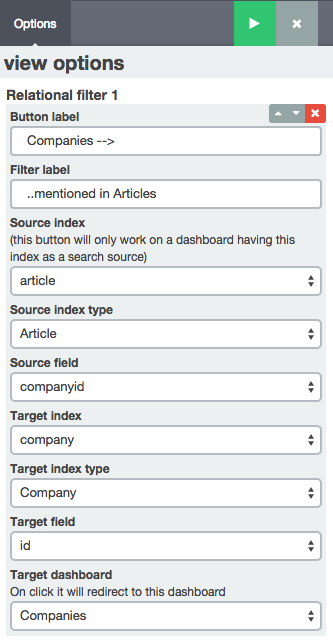 Options
view options
Relational filter 1
Button label
Companies -->
Filter label
..mentioned in Articles
Source index
(this button will only work on a dashboard having this
index as a search source)
article
Source index type
Article
Source field
companyid
Target index
company
Target index type
Company
Target field
id
Target dashboard
On click it will redirect to this dashboard
Companies